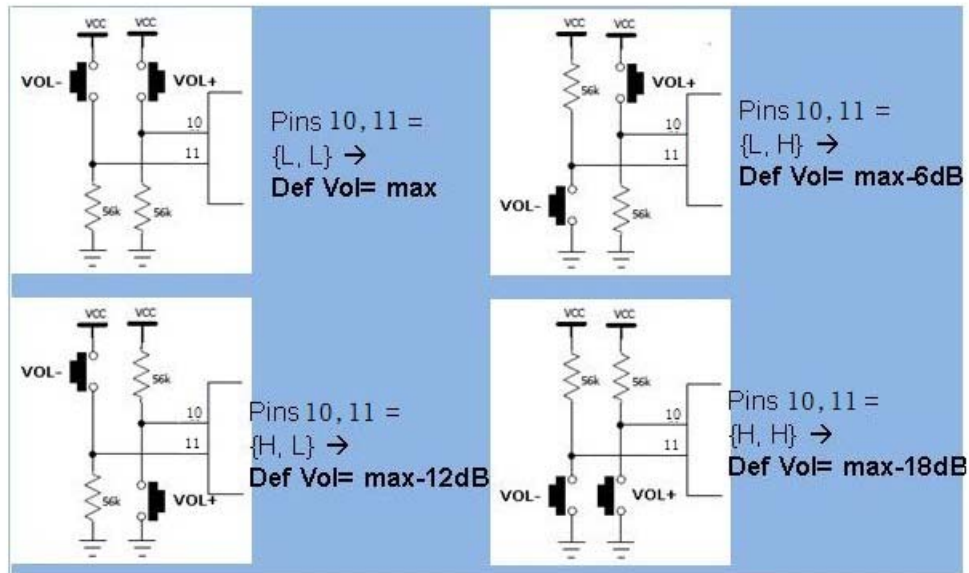 VCC VCC
VOL- VOL+
10
11
56k 56k
Pins 10, 11 =
{L, L} →
Def Vol= max
VCC VCC
56k VOL+
10
11
VOL- 56k
Pins 10, 11 =
{L, H} →
Def Vol= max-6dB
VCC VCC
VOL- 56k
10
11
56k VOL+
Pins 10, 11 =
{H, L} →
Def Vol= max-12dB
VCC VCC
56k 56k
10
11
VOL- VOL+
Pins 10, 11 =
{H, H} →
Def Vol= max-18dB